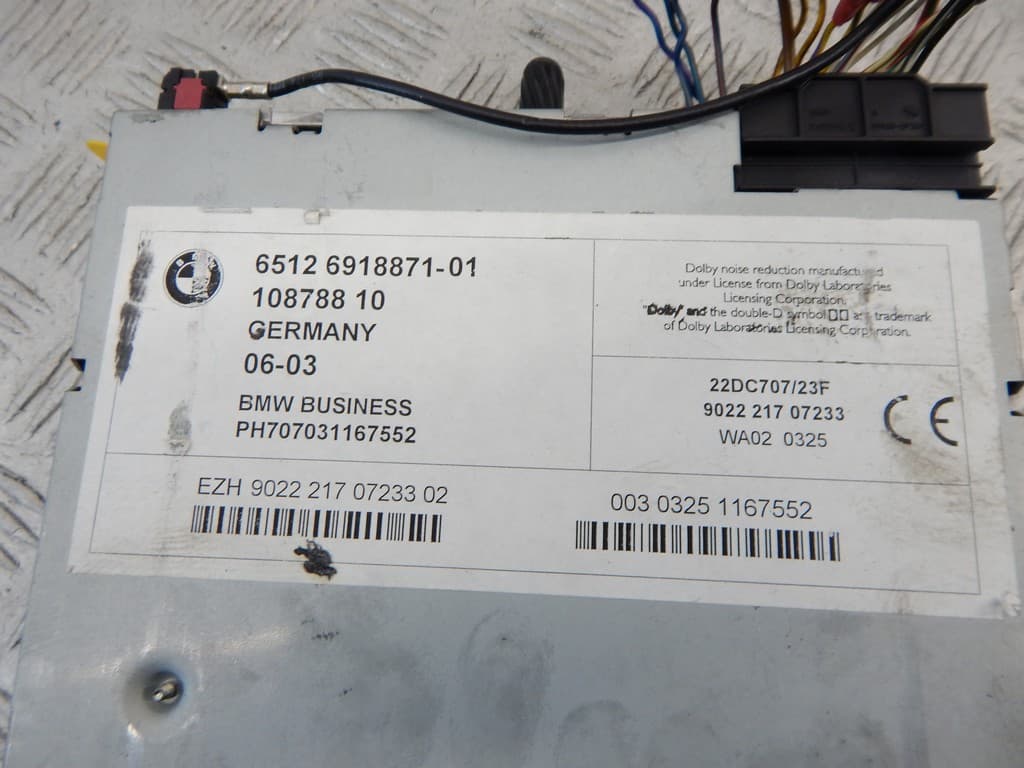 6512 6918871-01
108788 10
GERMANY
06-03
BMW BUSINESS
PH707031167552
Dolby noise reduction manufactured
under License from Dolby Laboratories
Licensing Corporation.
"Dolby" and the double-D symbol are trademark
of Dolby Laboratories Licensing Corporation.
22DC707/23F
9022 217 07233
WA02 0325
CE
EZH 9022 217 07233 02
003 0325 1167552